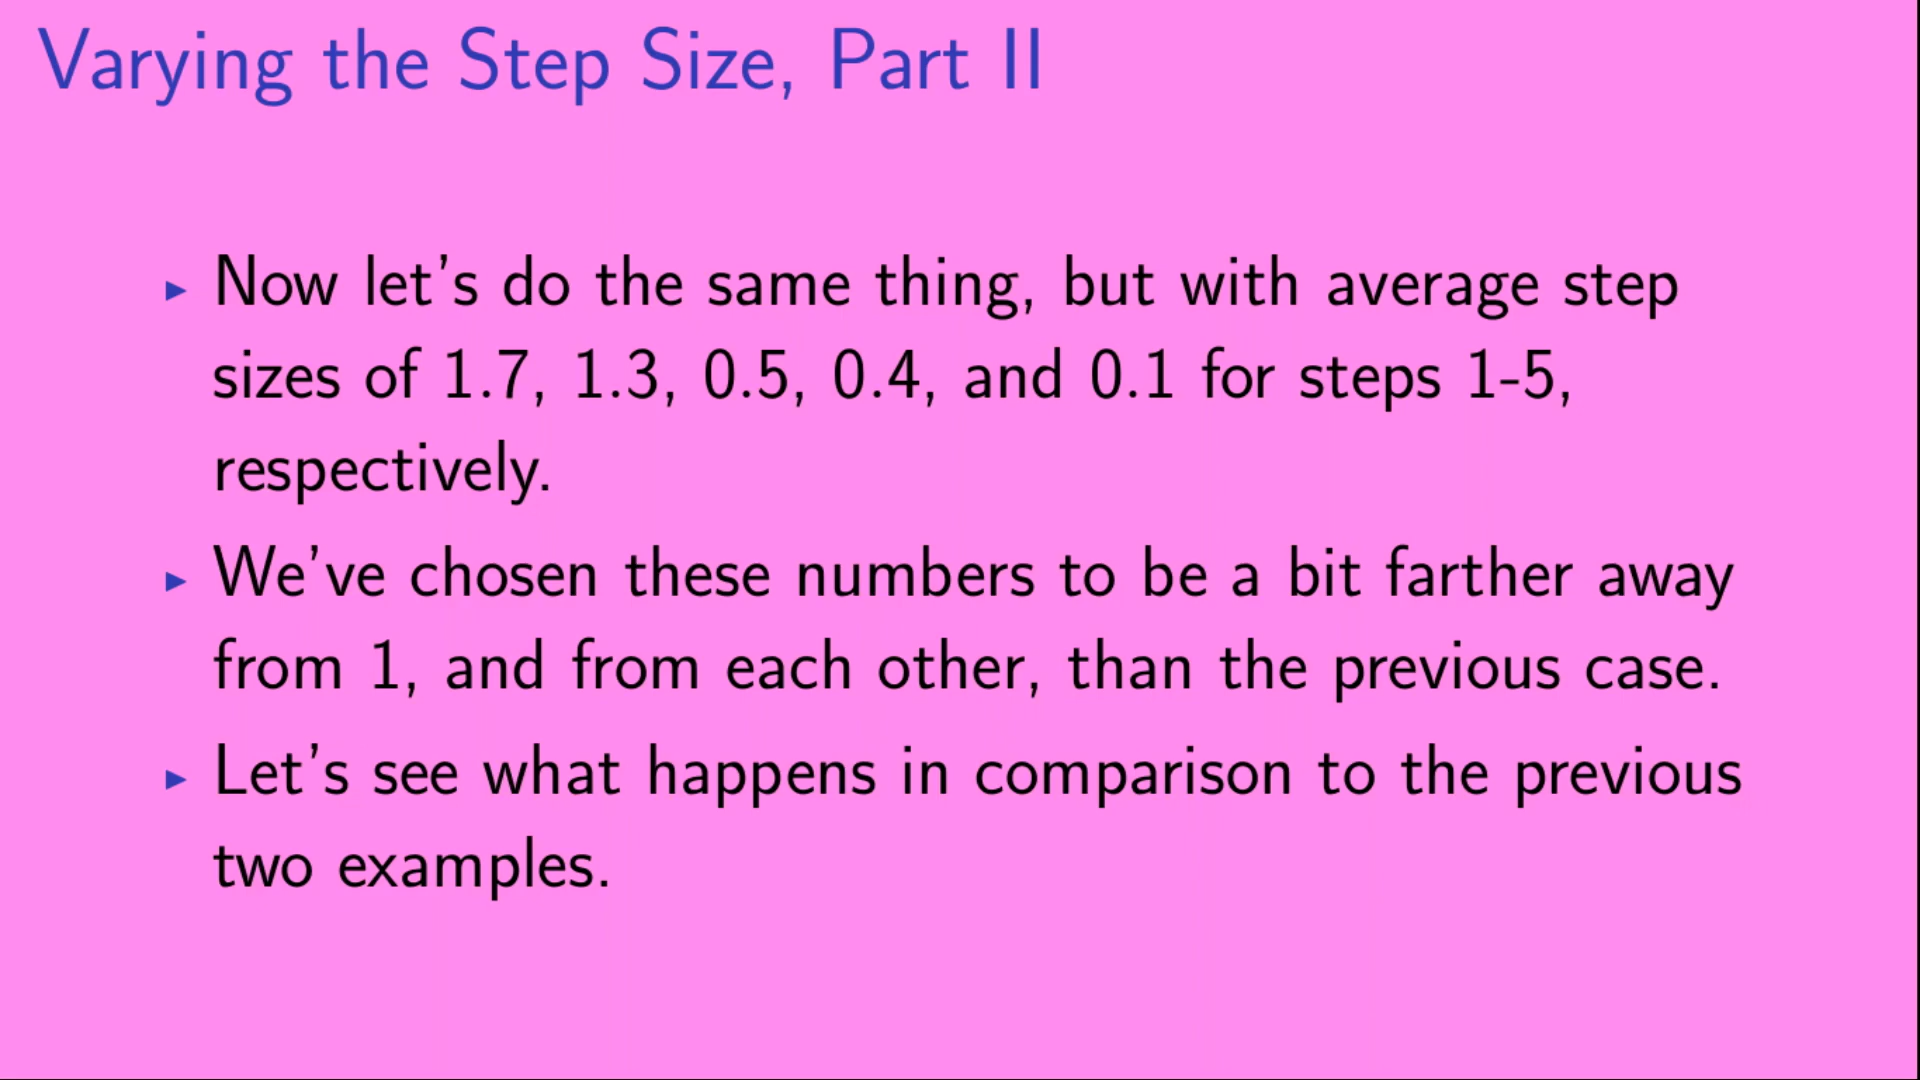 Varying the Step Size, Part II
▶ Now let's do the same thing, but with average step
sizes of 1.7, 1.3, 0.5, 0.4, and 0.1 for steps 1-5,
respectively.
▶ We've chosen these numbers to be a bit farther away
from 1, and from each other, than the previous case.
▶ Let's see what happens in comparison to the previous
two examples.